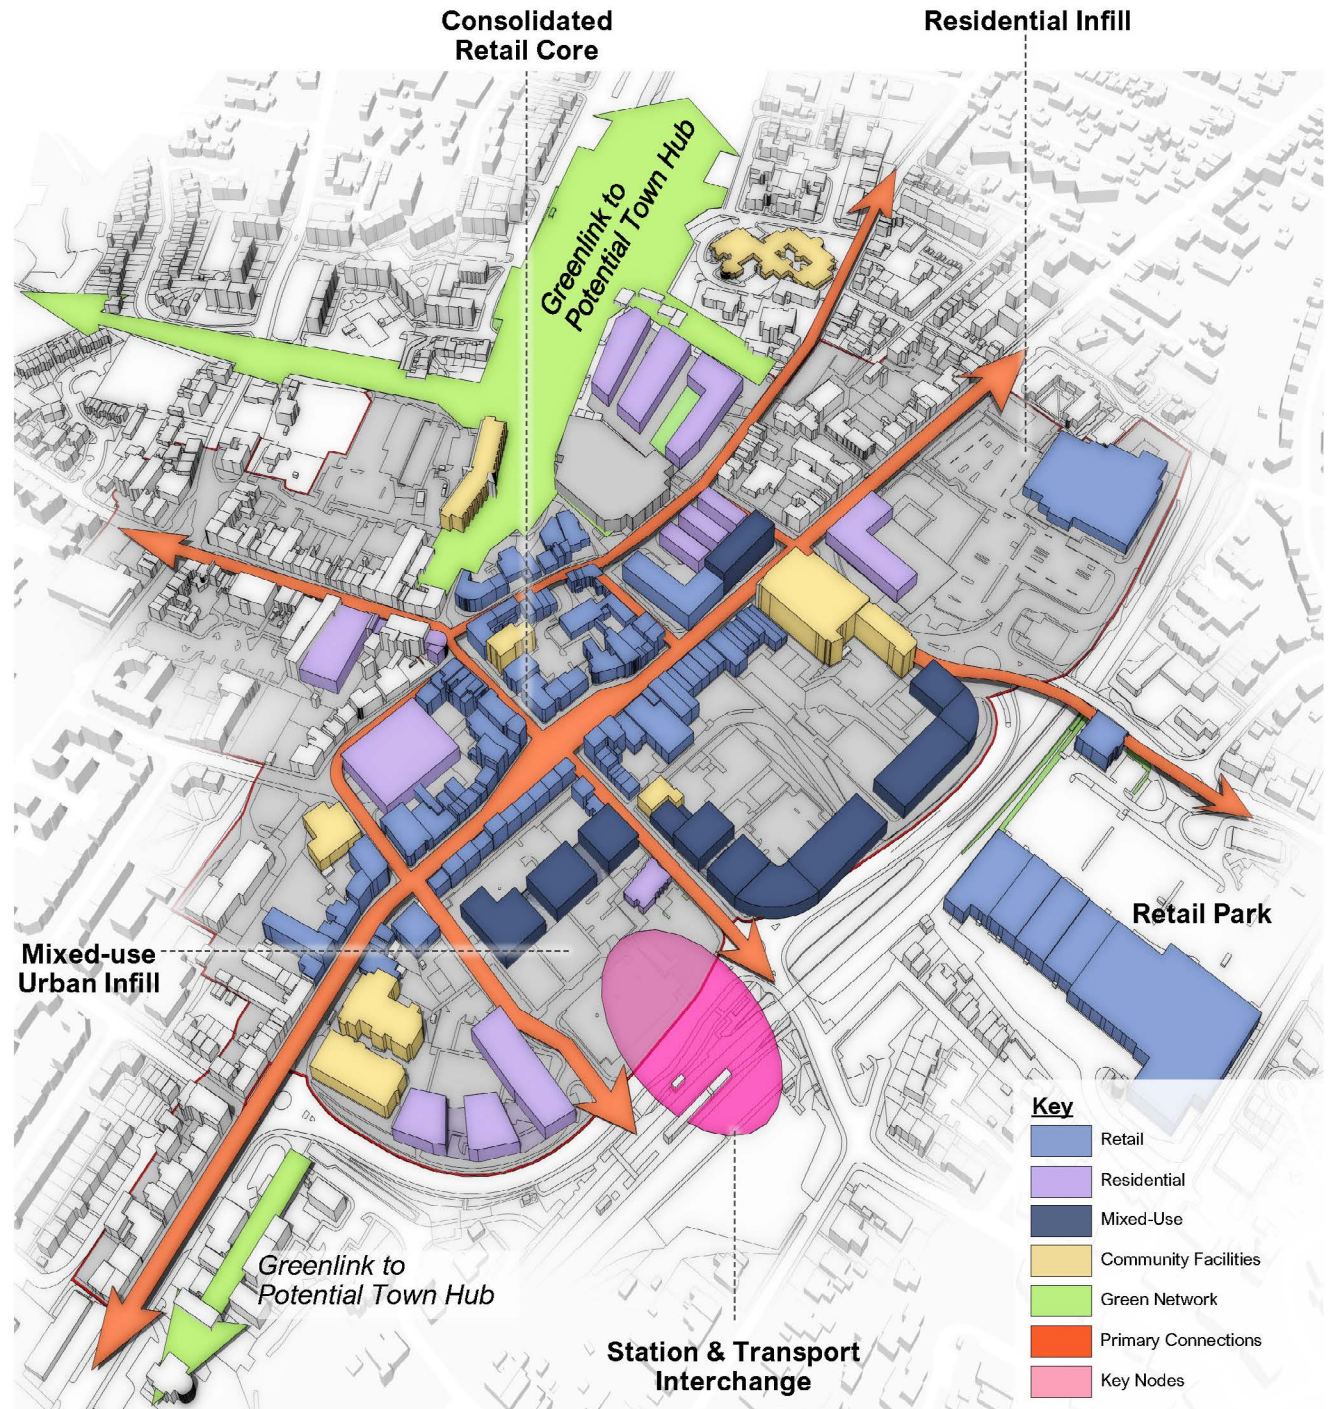 Consolidated
Retail Core
Residential Infill
Greenlink to
Potential Town Hub
Mixed-use
Urban Infill
Retail Park
Greenlink to
Potential Town Hub
Station & Transport
Interchange
Key
Retail
Residential
Mixed-Use
Community Facilities
Green Network
Primary Connections
Key Nodes